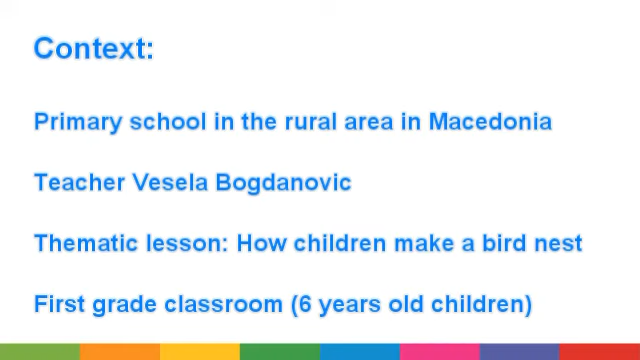 Context:
Primary school in the rural area in Macedonia
Teacher Vesela Bogdanovic
Thematic lesson: How children make a bird nest
First grade classroom (6 years old children)